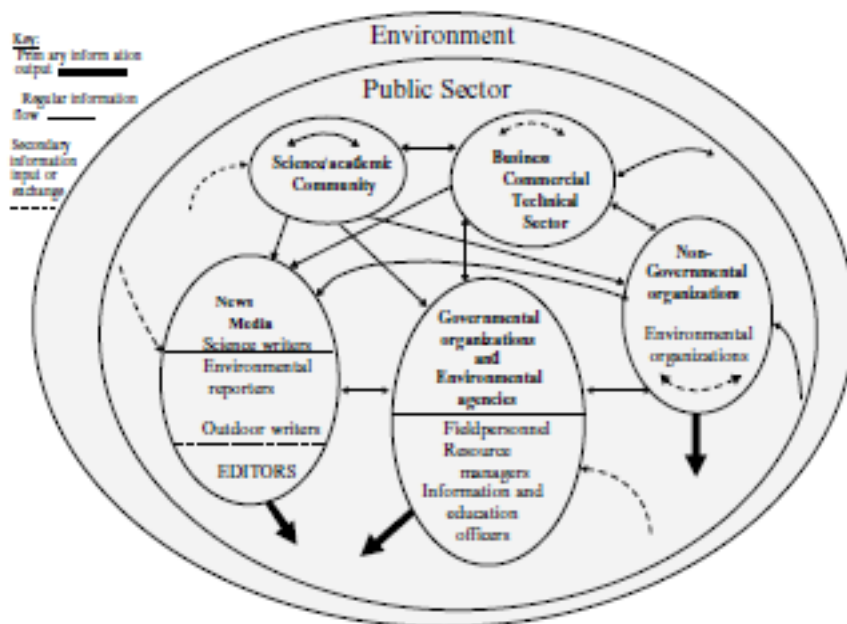 Environment
Key:
Primary information
output
Regular information
flow
Secondary
information
input or
exchange
Public Sector
Science/academic
Community
Business
Commercial
Technical
Sector
Non-
Governmental
organizations
Environmental
organizations
News
Media
Science writers
Environmental
reporters
Outdoor writers
EDITORS
Governmental
organizations
and
Environmental
agencies
Fieldpersonnel
Resource
managers
Information and
education
officers